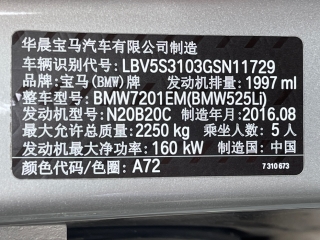 华晨宝马汽车有限公司制造
车辆识别代号: LBV5S3103GSN11729
品牌: 宝马(BMW)牌 发动机排量: 1997 ml
整车型号: BMW7201EM(BMW525Li)
发动机型号: N20B20C 制造年月: 2016.08
最大允许总质量: 2250 kg 乘坐人数: 5 人
发动机最大净功率: 160 kW 制造国: 中国
颜色代码/色圈: A72 7 310 673